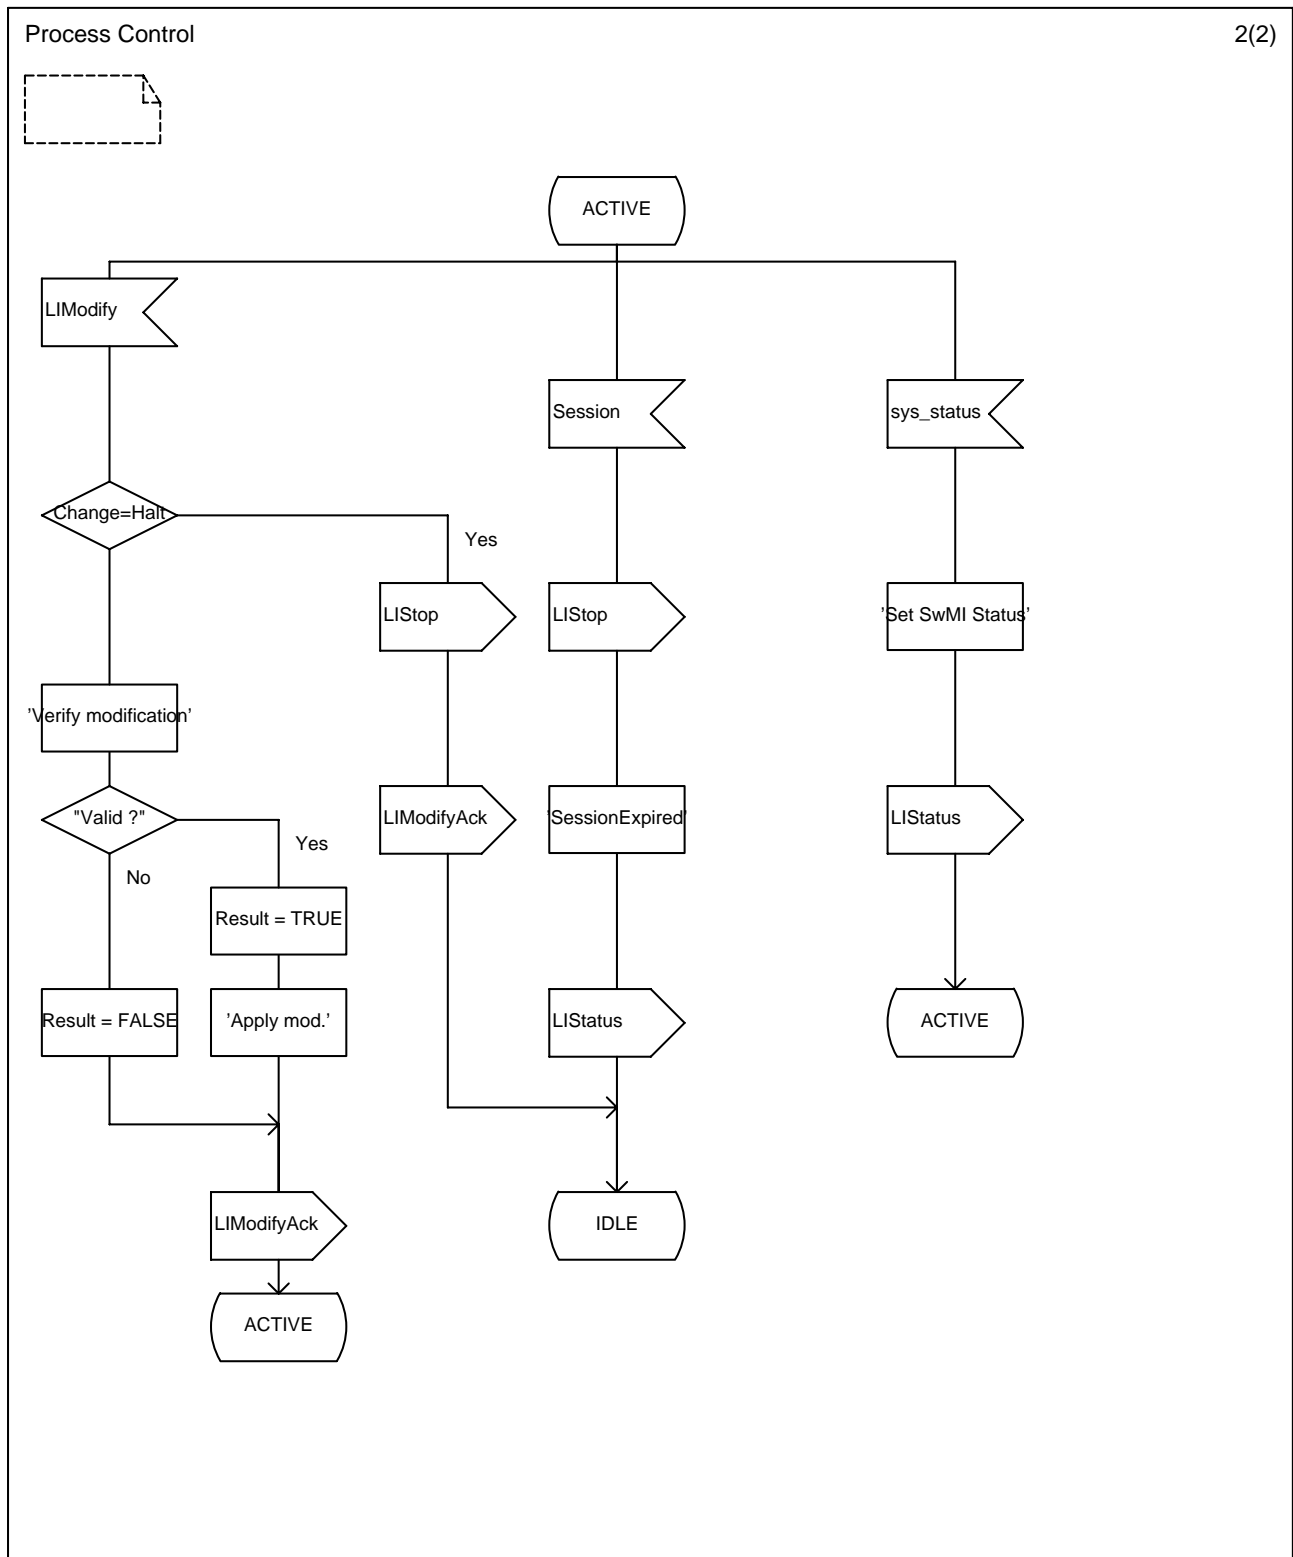 Process Control
2(2)
ACTIVE
LIModify
Session
sys_status
Change=Halt
Yes
LIStop
LIStop
'Set SwMI Status'
'Verify modification'
"Valid ?"
Yes
No
LIModifyAck
'SessionExpired'
LIStatus
Result = TRUE
Result = FALSE
'Apply mod.'
LIStatus
ACTIVE
LIModifyAck
IDLE
ACTIVE